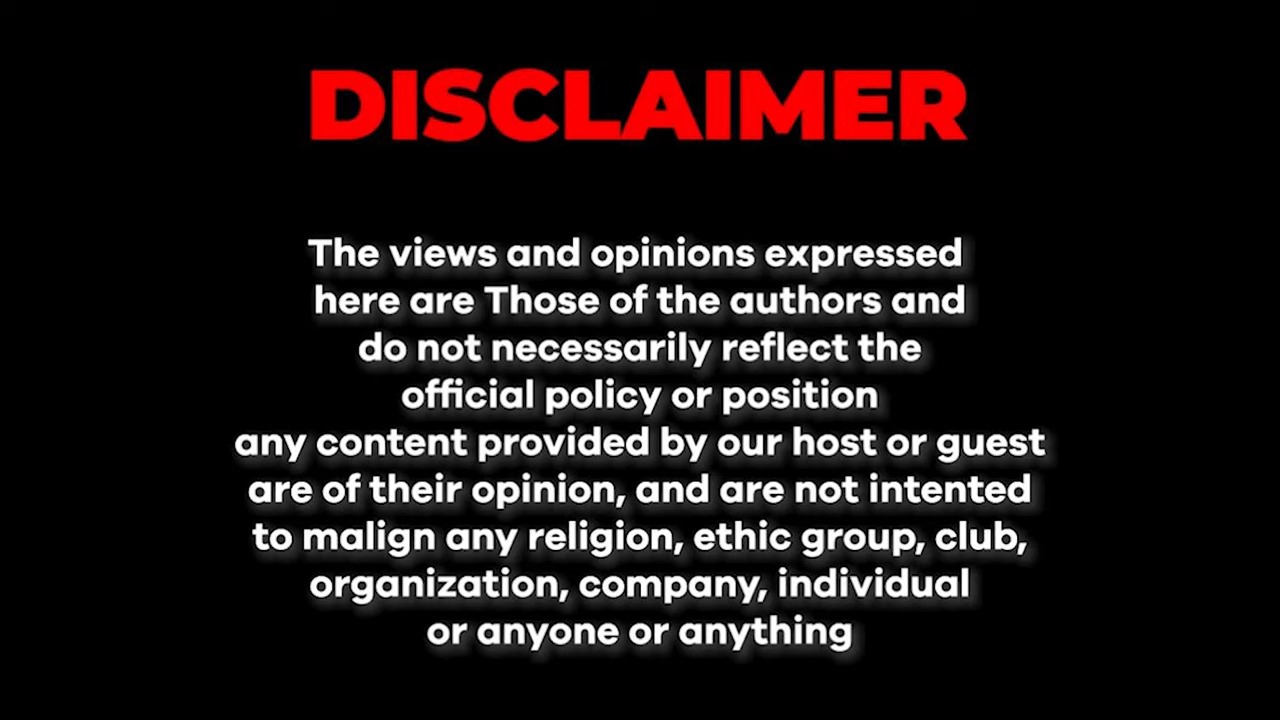 DISCLAIMER
The views and opinions expressed
here are Those of the authors and
do not necessarily reflect the
official policy or position
any content provided by our host or guest
are of their opinion, and are not intented
to malign any religion, ethic group, club,
organization, company, individual
or anyone or anything